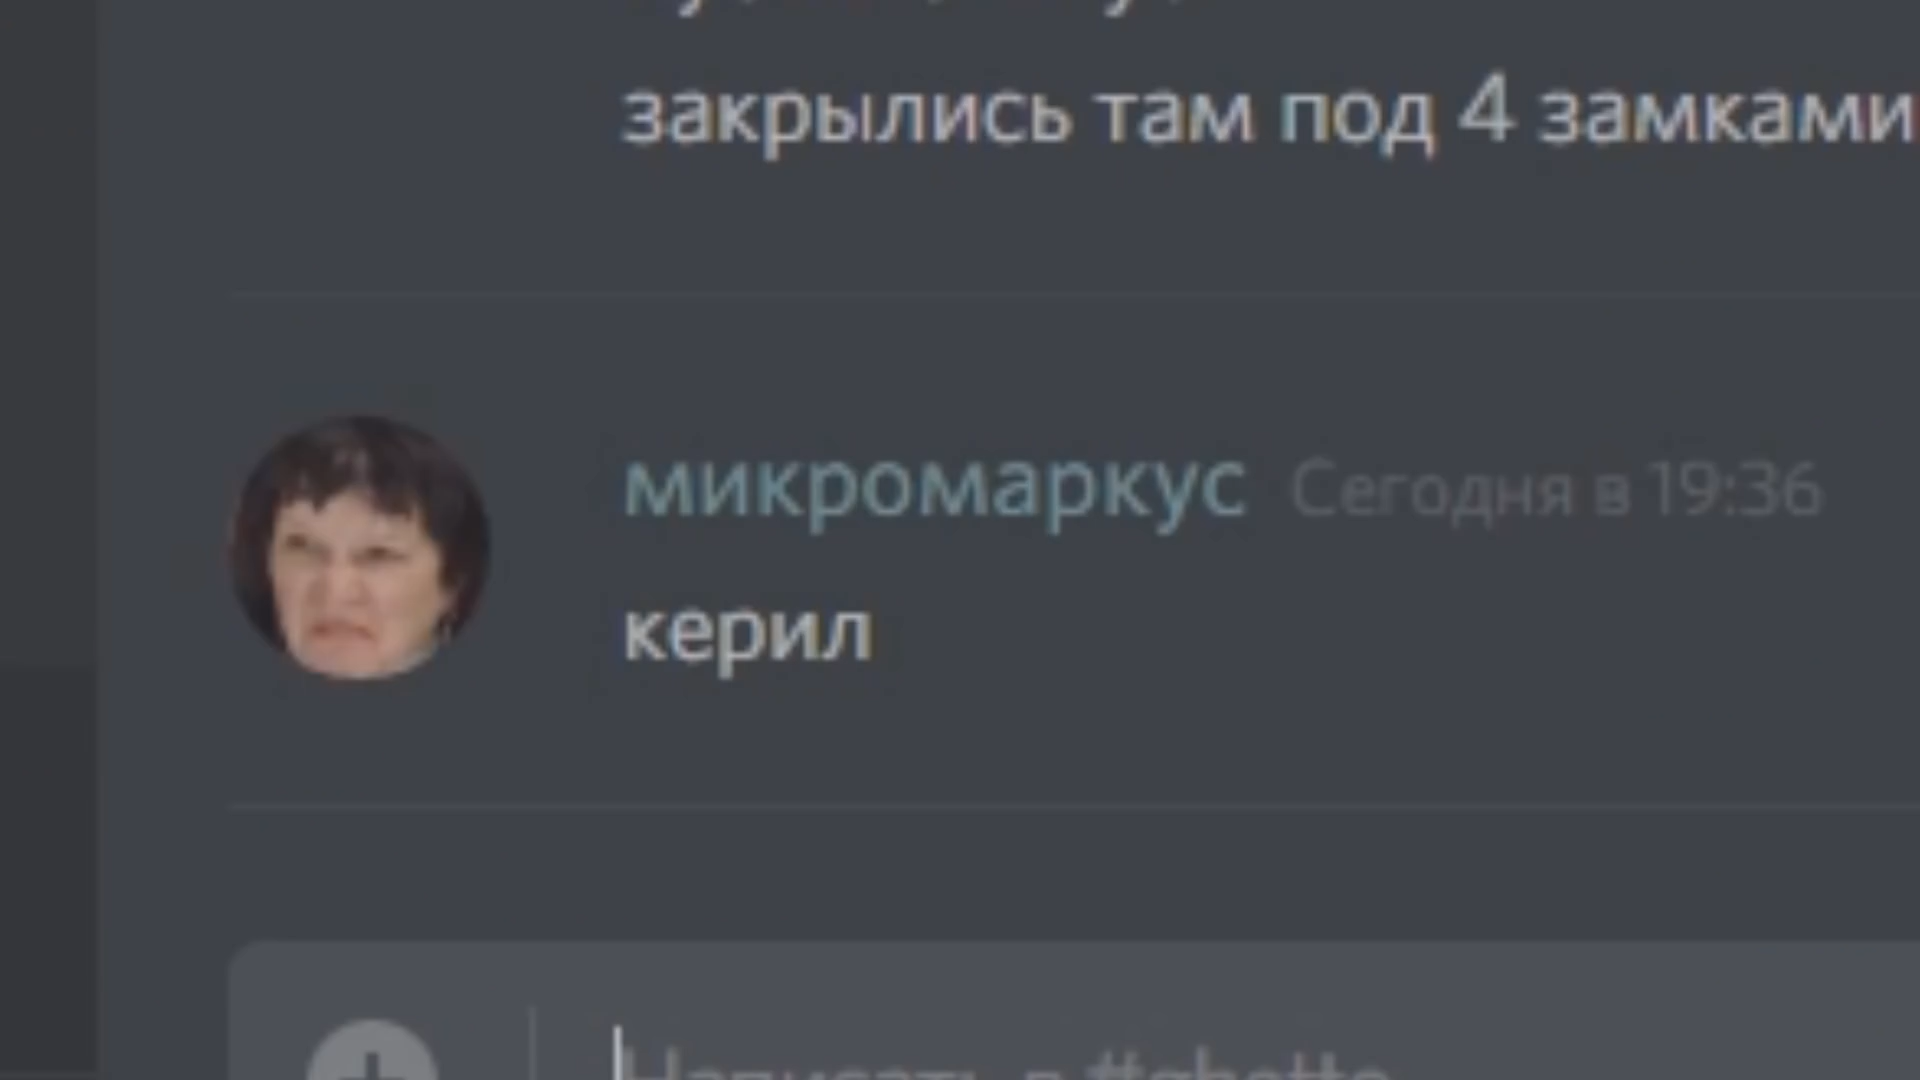 закрылись там под 4 замками
микромаркус Сегодня в 19:36
керил
Написать в #ghetto